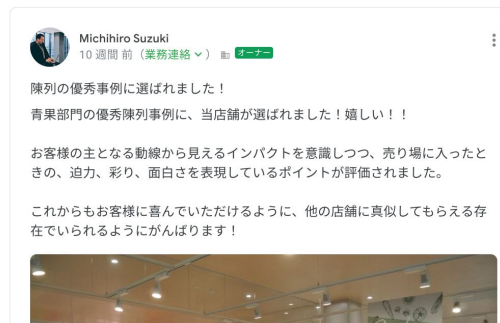 Michihiro Suzuki
10 週間 前（業務連絡）オーナー
陳列の優秀事例に選ばれました！
青果部門の優秀陳列事例に、当店舗が選ばれました！嬉しい！！
お客様の主となる動線から見えるインパクトを意識しつつ、売り場に入ったと
きの、迫力、彩り、面白さを表現しているポイントが評価されました。
これからもお客様に喜んでいただけるように、他の店舗に真似してもらえる存
在でいられるようにがんばります！